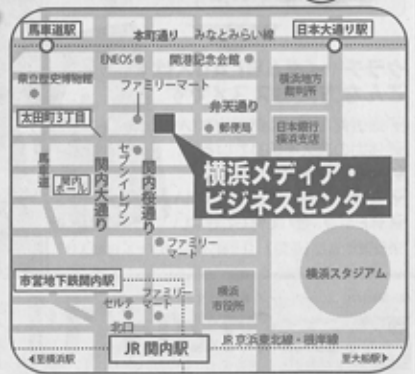 馬車道駅
本町通り
みなとみらい線
日本大通り駅
ENEOS
開港記念会館
県立歴史博物館
ファミリーマート
横浜地方
裁判所
弁天通り
太田町3丁目
郵便局
日本銀行
横浜支店
馬車道
関内
ホール
関内大通り
セブンイレブン
関内桜通り
横浜メディア・
ビジネスセンター
ファミリー
マート
市営地下鉄関内駅
横浜
市役所
横浜スタジアム
セルテ
ファミリー
マート
北口
JR 関内駅
JR 京浜東北線・根岸線
◀至横浜駅
至大船駅▶